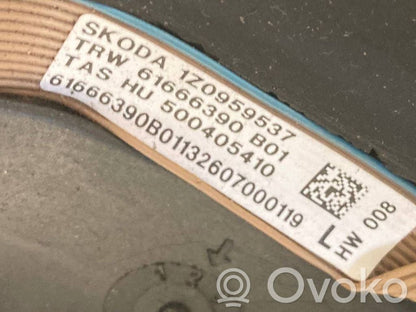 SKODA 1Z0959537
TRW 61666390 B01
TAS HU 500405410
61666390B01132607000119
L
HW 008
Ovoko